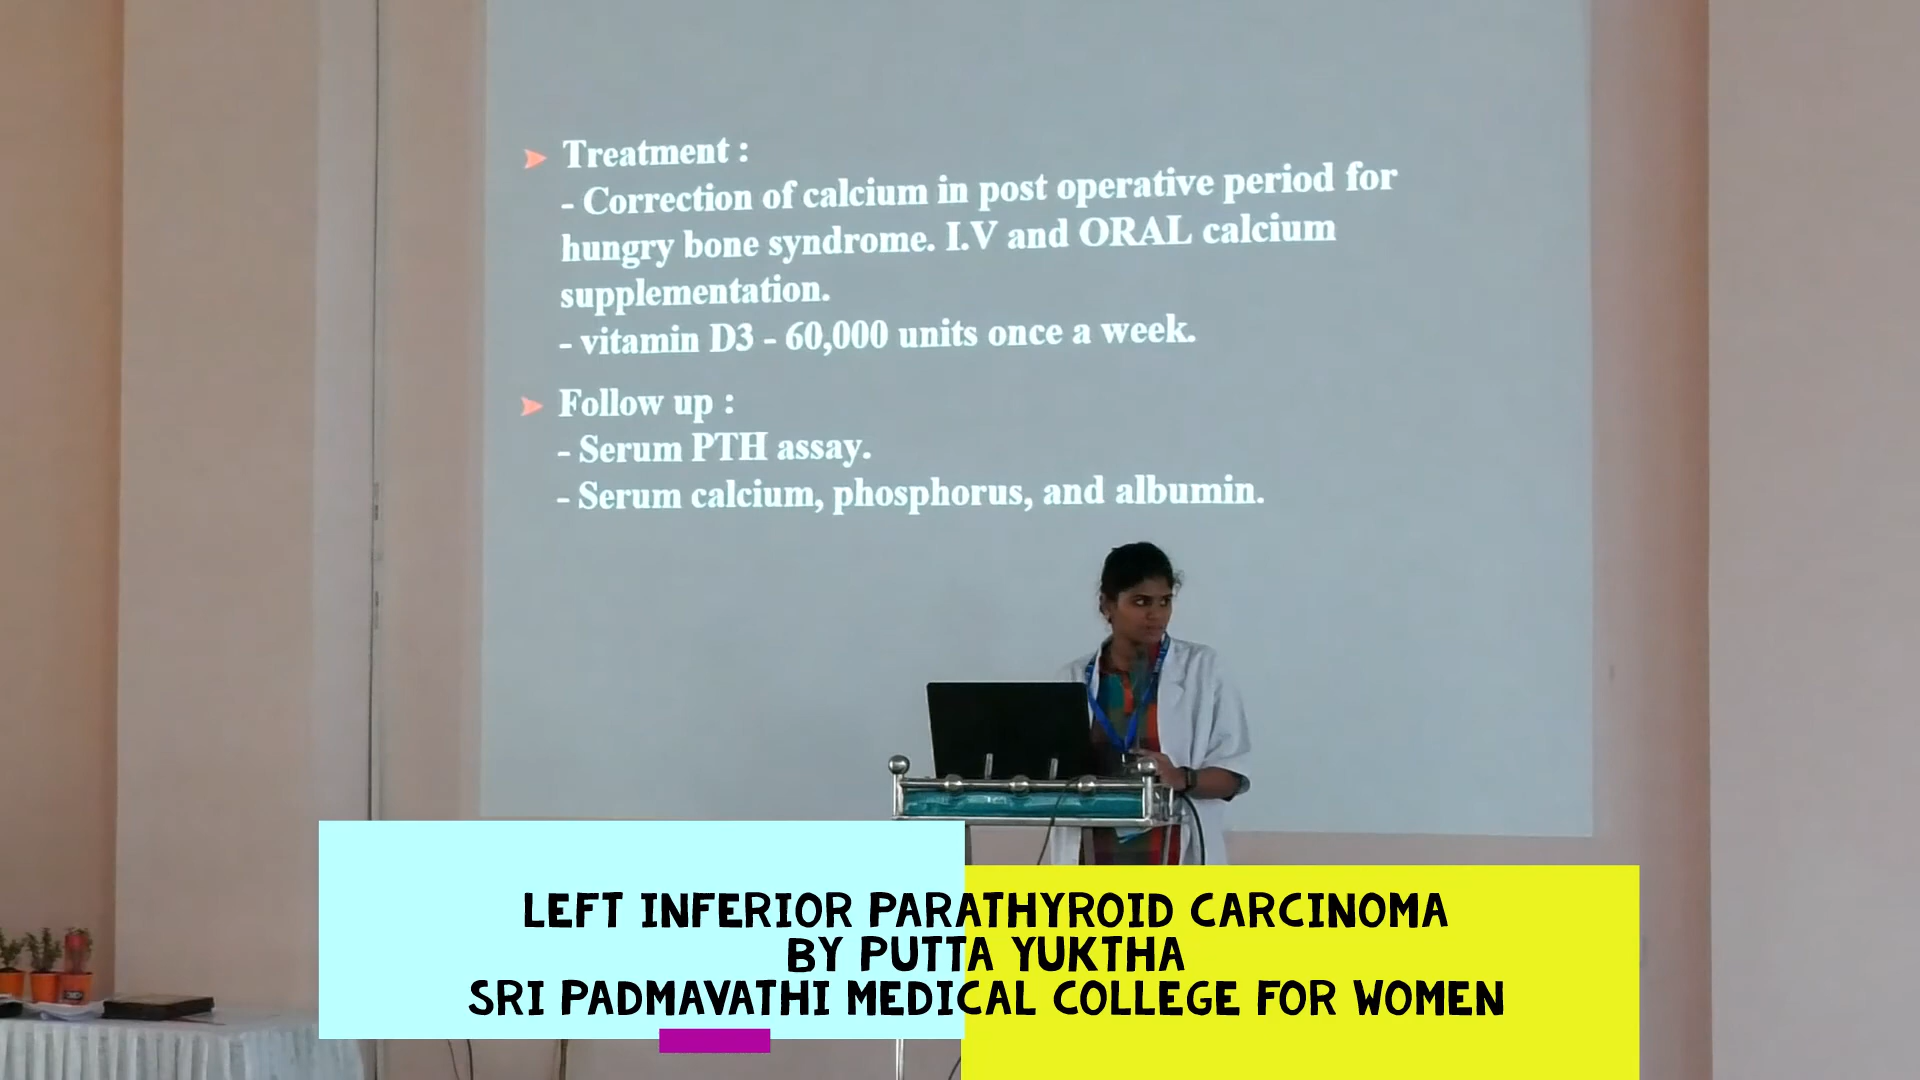 Treatment :
- Correction of calcium in post operative period for
hungry bone syndrome. I.V and ORAL calcium
supplementation.
- vitamin D3 - 60,000 units once a week.
Follow up :
- Serum PTH assay.
- Serum calcium, phosphorus, and albumin.
LEFT INFERIOR PARATHYROID CARCINOMA
BY PUTTA YUKTHA
SRI PADMAVATHI MEDICAL COLLEGE FOR WOMEN